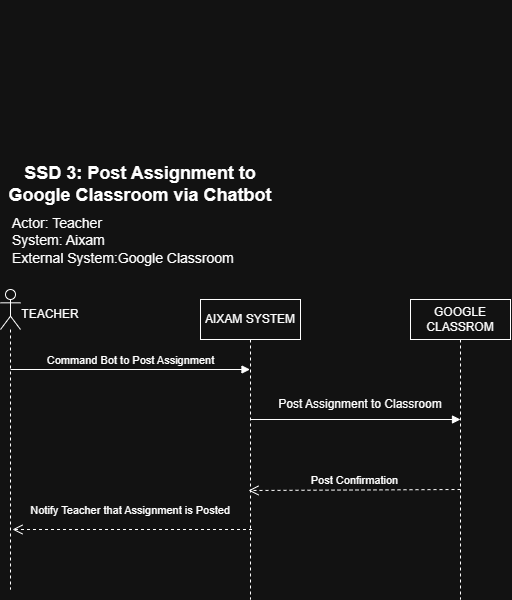 SSD 3: Post Assignment to
Google Classroom via Chatbot
Actor: Teacher
System: Aixam
External System:Google Classroom
TEACHER
AIXAM SYSTEM
GOOGLE
CLASSROM
Command Bot to Post Assignment
Post Assignment to Classroom
Post Confirmation
Notify Teacher that Assignment is Posted